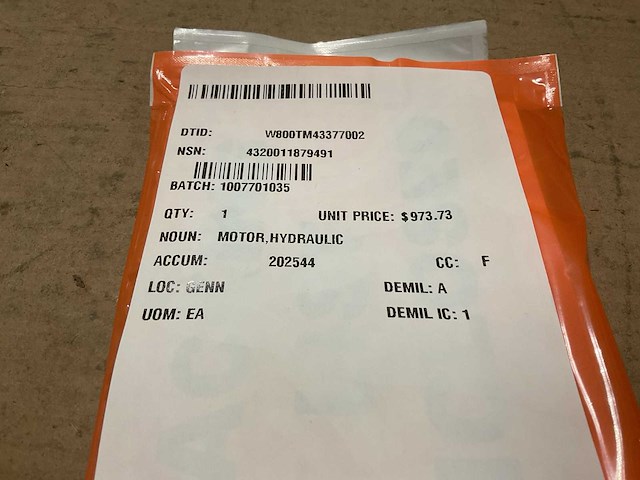 DTID: W800TM43377002
NSN: 4320011879491
BATCH: 1007701035
QTY: 1 UNIT PRICE: $973.73
NOUN: MOTOR,HYDRAULIC
ACCUM: 202544 CC: F
LOC: GENN DEMIL: A
UOM: EA DEMIL IC: 1